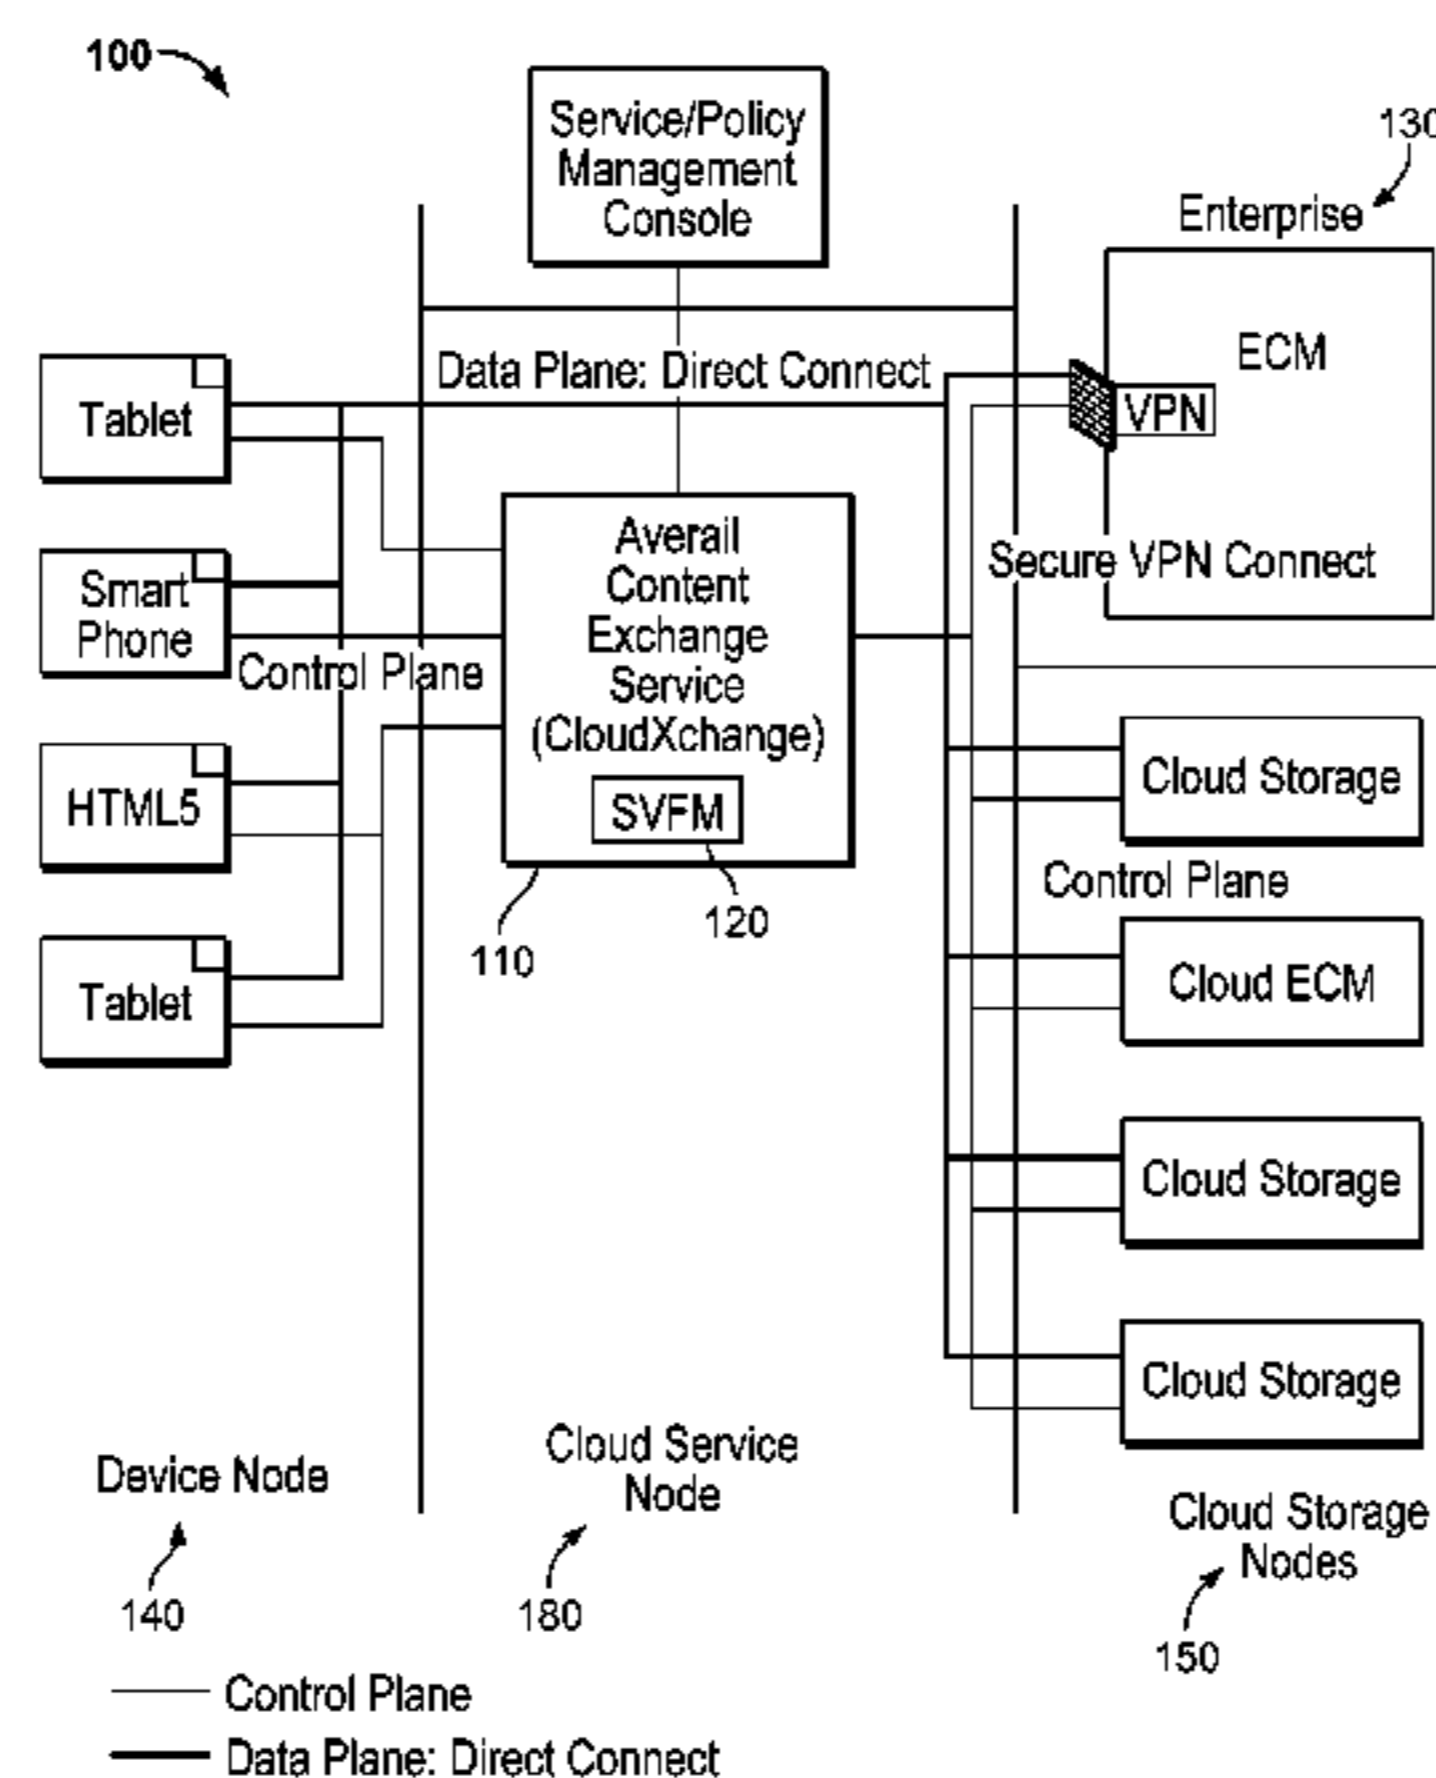 100
Service/Policy
Management
Console
130
Enterprise
ECM
VPN
Secure VPN Connect
Data Plane: Direct Connect
Tablet
Smart
Phone
HTML5
Tablet
Control Plane
Averail
Content
Exchange
Service
(CloudXchange)
SVFM
120
110
Cloud Storage
Control Plane
Cloud ECM
Cloud Storage
Cloud Storage
Device Node
140
Cloud Service
Node
180
Cloud Storage
Nodes
150
Control Plane
Data Plane: Direct Connect